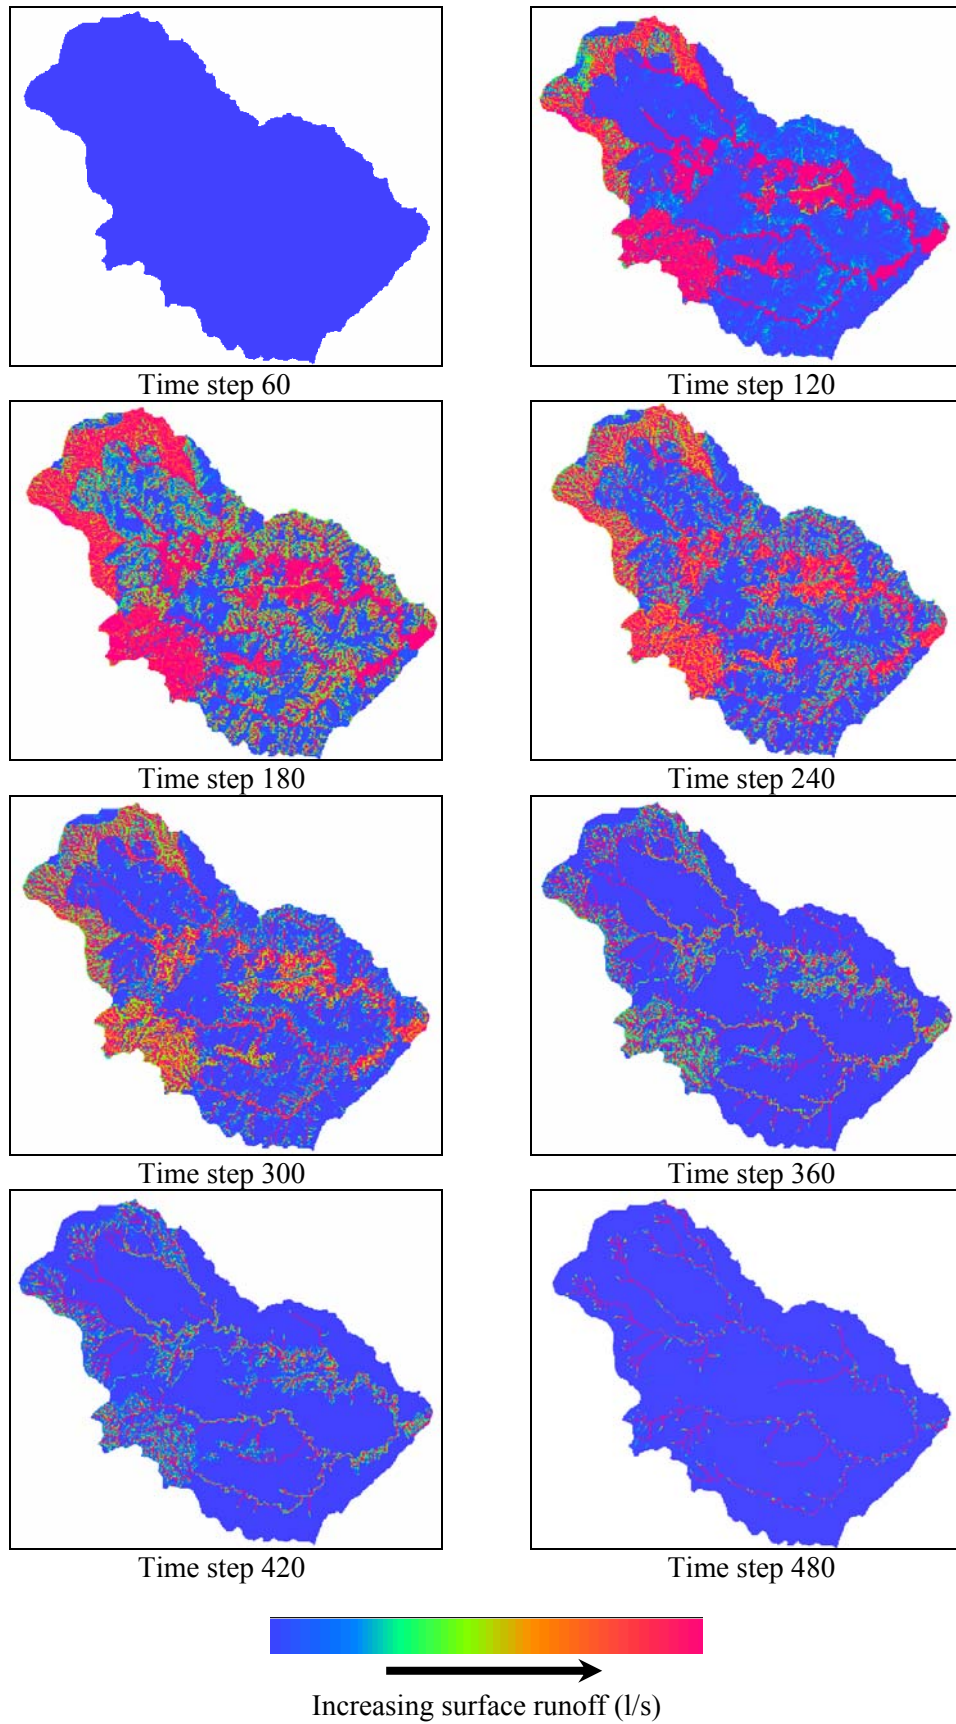 Time step 60
Time step 120
Time step 180
Time step 240
Time step 300
Time step 360
Time step 420
Time step 480
Increasing surface runoff (l/s)